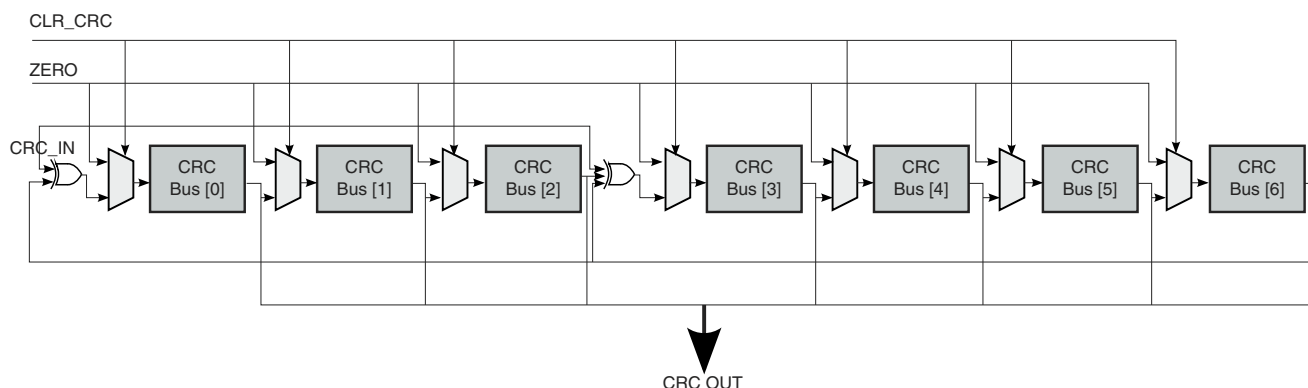 CLR_CRC
ZERO
CRC_IN
CRC
Bus [0]
CRC
Bus [1]
CRC
Bus [2]
CRC
Bus [3]
CRC
Bus [4]
CRC
Bus [5]
CRC
Bus [6]
CRC OUT